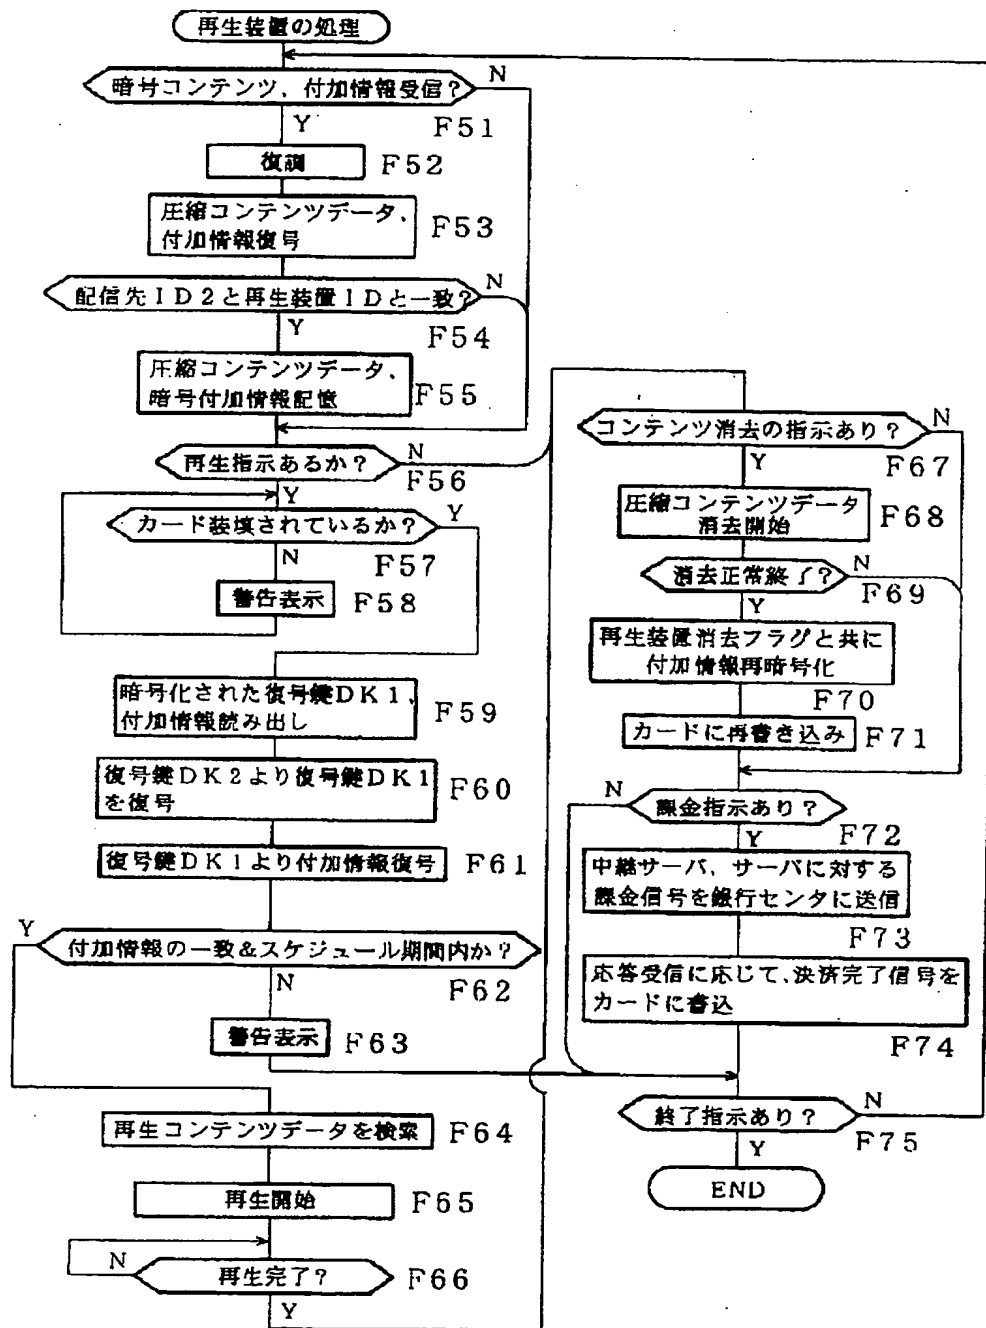 再生装置の処理
暗号コンテンツ、付加情報受信?
N
Y
F51
復調
F52
圧縮コンテンツデータ、
付加情報復号
F53
配信先ID2と再生装置IDと一致?
N
Y
F54
圧縮コンテンツデータ、
暗号付加情報記憶
F55
再生指示あるか?
N
Y
F56
カード装填されているか?
Y
N
F57
警告表示
F58
暗号化された復号鍵DK1、
付加情報読み出し
F59
復号鍵DK2より復号鍵DK1
を復号
F60
復号鍵DK1より付加情報復号
F61
Y
付加情報の一致&スケジュール期間内か?
N
F62
警告表示
F63
再生コンテンツデータを検索
F64
再生開始
F65
N
再生完了?
F66
Y
コンテンツ消去の指示あり?
N
Y
F67
圧縮コンテンツデータ
消去開始
F68
消去正常終了?
N
F69
Y
再生装置消去フラグと共に
付加情報再暗号化
F70
カードに再書き込み
F71
N
課金指示あり?
Y
F72
中継サーバ、サーバに対する
課金信号を銀行センタに送信
F73
応答受信に応じて、決済完了信号を
カードに書込
F74
終了指示あり?
N
F75
Y
END